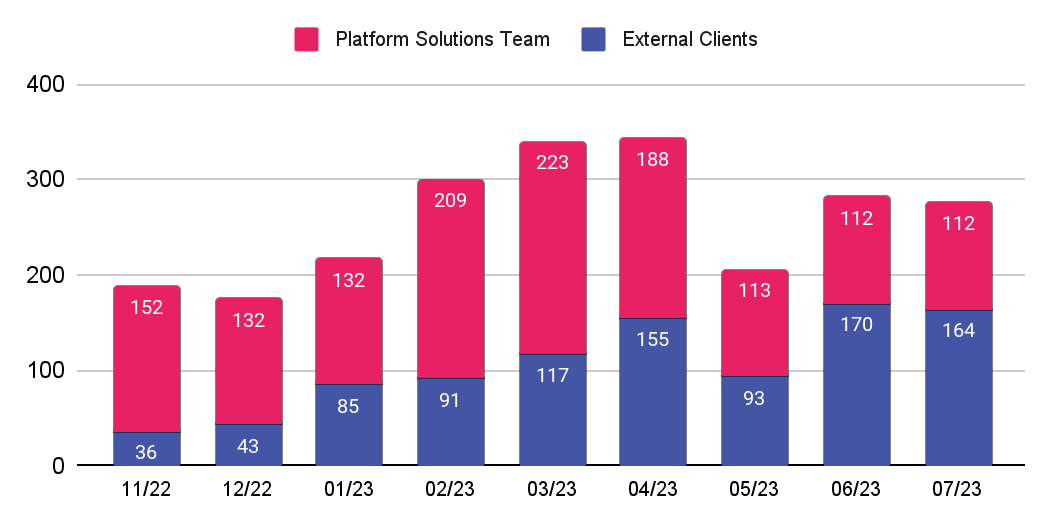 Platform Solutions Team External Clients
400
300
200
100
0
152 132 132 209 223 188 113 112 112
36 43 85 91 117 155 93 170 164
11/22 12/22 01/23 02/23 03/23 04/23 05/23 06/23 07/23